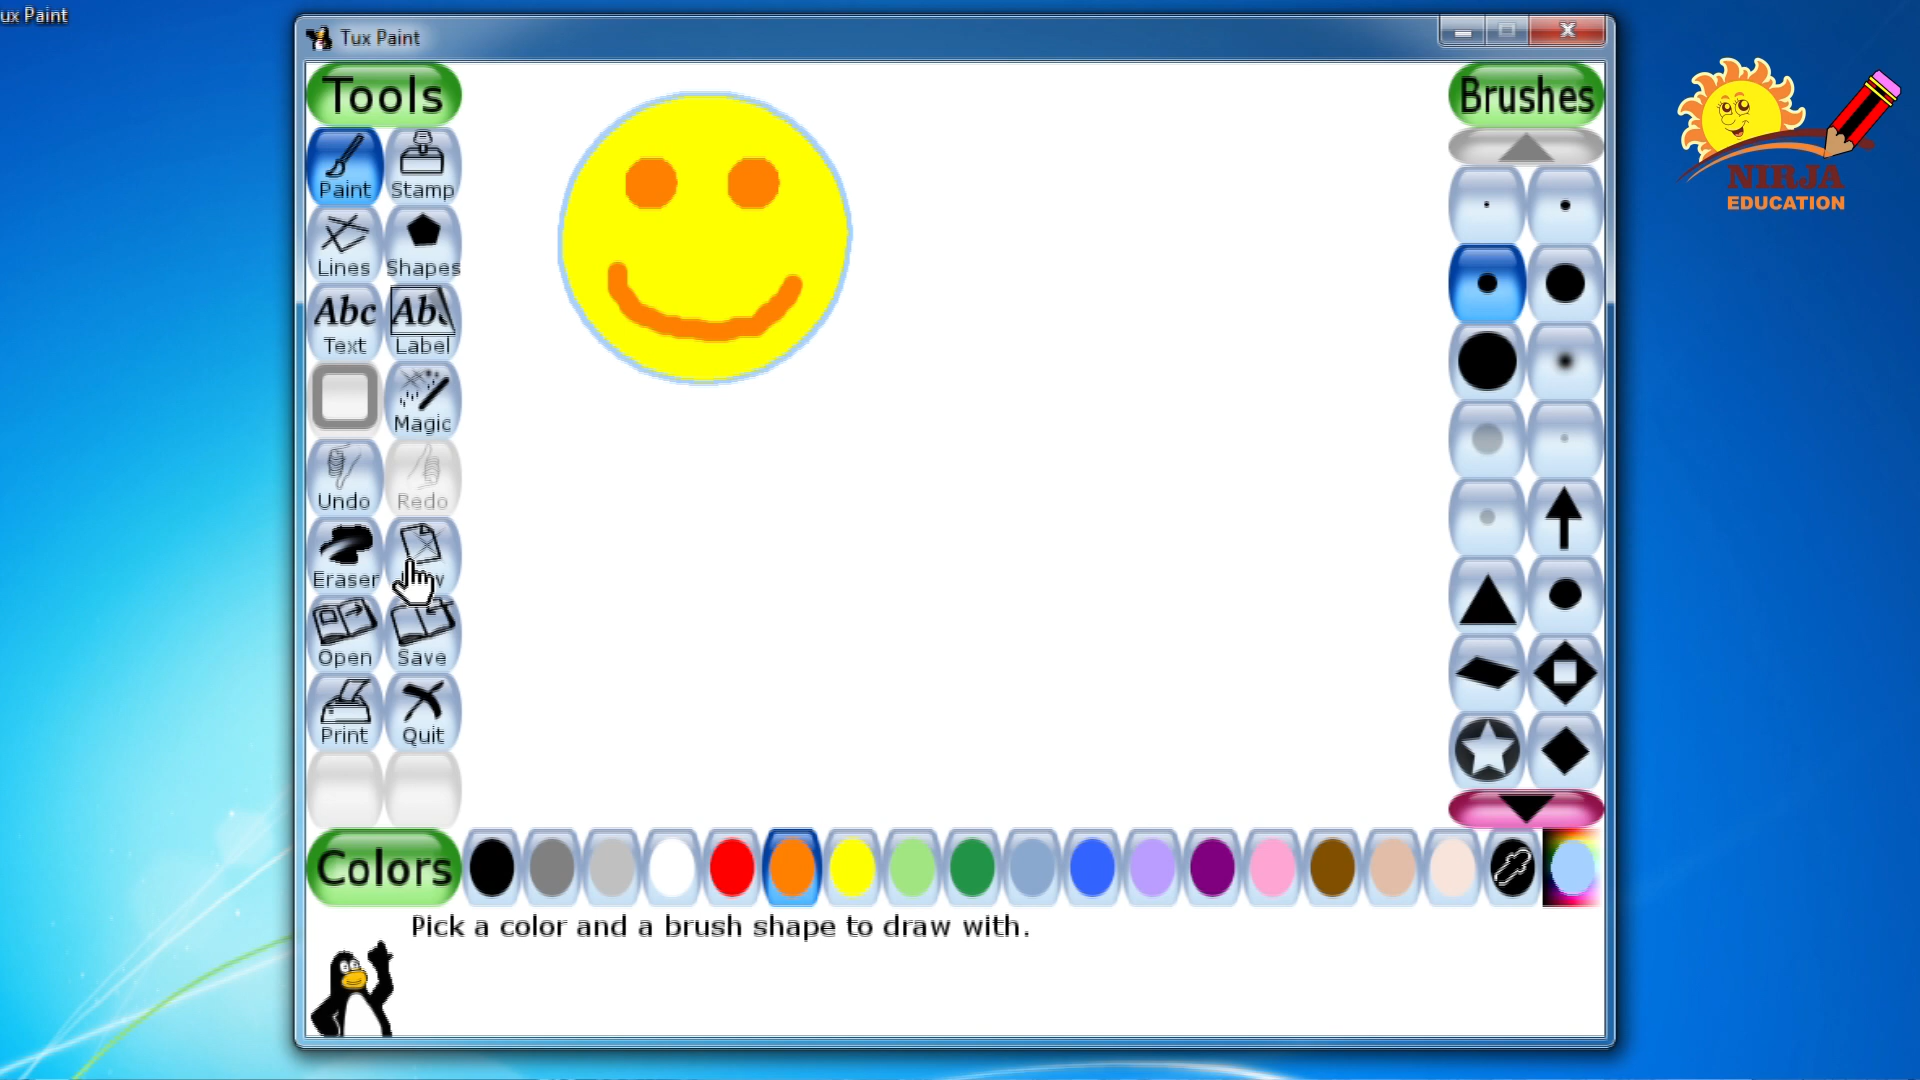 ux Paint
Tux Paint
Tools
Brushes
Paint Stamp
Lines Shapes
Abc
Text Label
Magic
Undo Redo
Eraser
Open Save
Print Quit
Colors
Pick a color and a brush shape to draw with.
NIRJA
EDUCATION